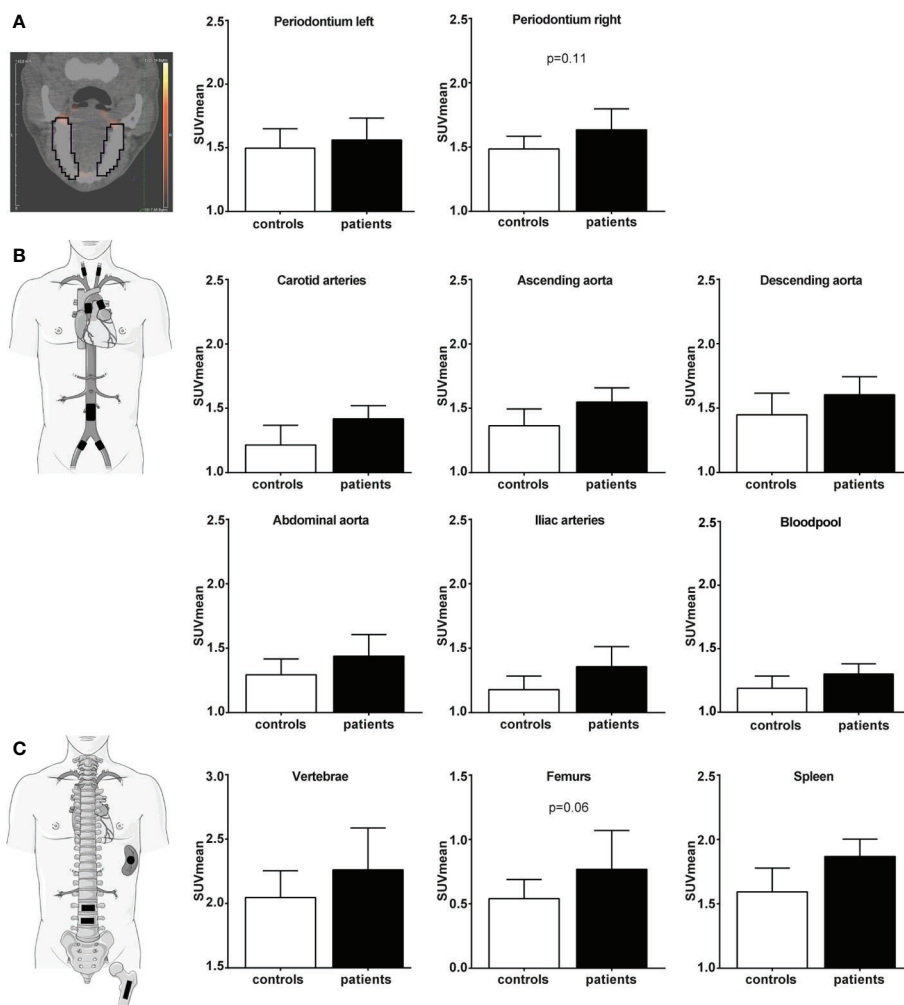 A
Periodontium left
2.5
2.0
1.5
1.0
SUVmean
controls patients
Periodontium right
p=0.11
2.5
2.0
1.5
1.0
SUVmean
controls patients
B
Carotid arteries
2.5
2.0
1.5
1.0
SUVmean
controls patients
Ascending aorta
2.5
2.0
1.5
1.0
SUVmean
controls patients
Descending aorta
2.5
2.0
1.5
1.0
SUVmean
controls patients
Abdominal aorta
2.5
2.0
1.5
1.0
SUVmean
controls patients
Iliac arteries
2.5
2.0
1.5
1.0
SUVmean
controls patients
Bloodpool
2.5
2.0
1.5
1.0
SUVmean
controls patients
C
Vertebrae
3.0
2.5
2.0
1.5
SUVmean
controls patients
Femurs
p=0.06
1.5
1.0
0.5
0.0
SUVmean
controls patients
Spleen
2.5
2.0
1.5
1.0
SUVmean
controls patients